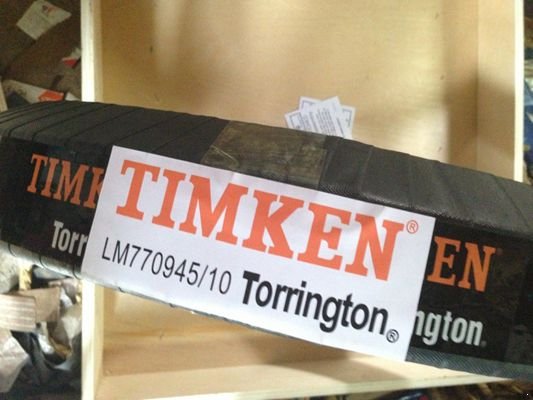 TIMK
TIMKEN®
EN
LM770945/10 Torrington®
Torr
ngton®